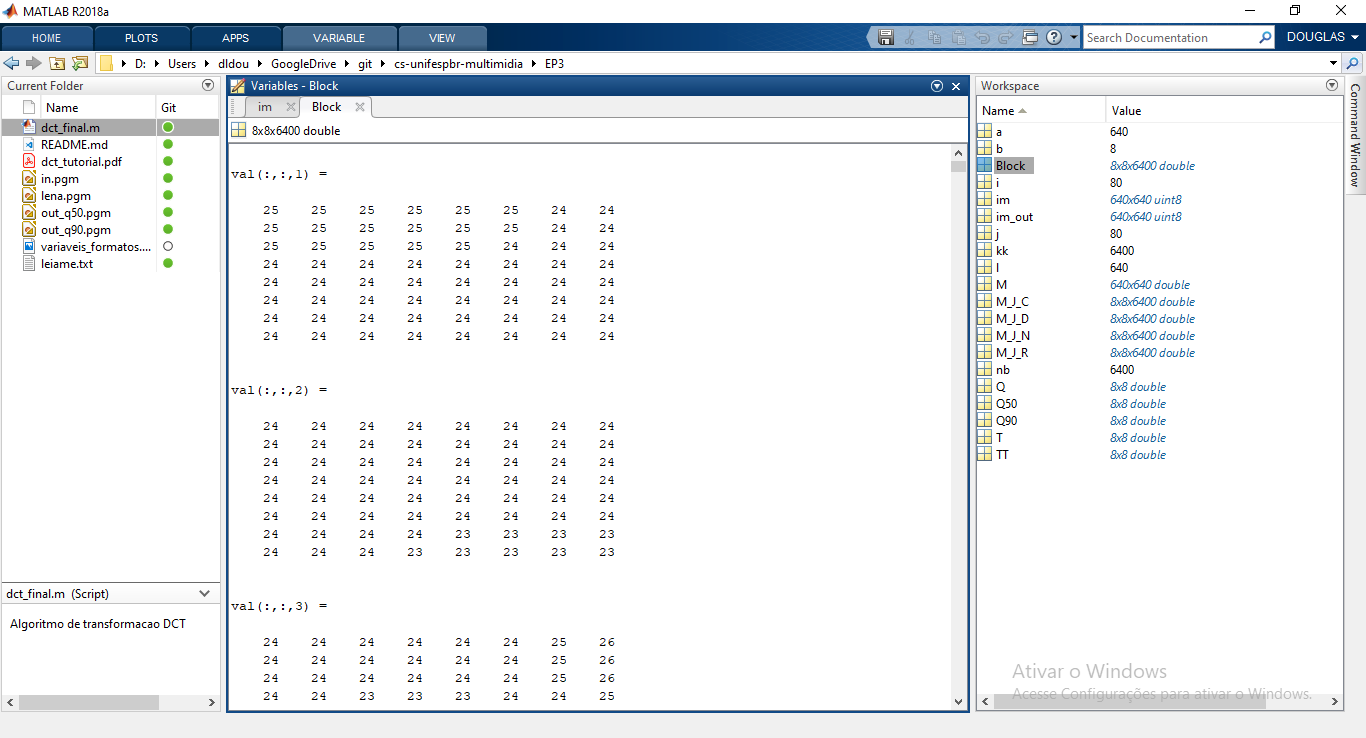 MATLAB R2018a
HOME PLOTS APPS VARIABLE VIEW Search Documentation DOUGLAS
D: Users dldou GoogleDrive git cs-unifespbr-multimidia EP3
Current Folder
Name Git
dct_final.m
README.md
dct_tutorial.pdf
in.pgm
lena.pgm
out_q50.pgm
out_q90.pgm
variaveis_formatos....
leiame.txt
dct_final.m (Script)
Algoritmo de transformacao DCT
Variables - Block
im Block
8x8x6400 double
val(:,:,1) =
25 25 25 25 25 25 24 24
25 25 25 25 25 25 24 24
25 25 25 25 25 24 24 24
24 24 24 24 24 24 24 24
24 24 24 24 24 24 24 24
24 24 24 24 24 24 24 24
24 24 24 24 24 24 24 24
24 24 24 24 24 24 24 24
val(:,:,2) =
24 24 24 24 24 24 24 24
24 24 24 24 24 24 24 24
24 24 24 24 24 24 24 24
24 24 24 24 24 24 24 24
24 24 24 24 24 24 24 24
24 24 24 24 24 24 24 24
24 24 24 24 23 23 23 23
24 24 24 23 23 23 23 23
val(:,:,3) =
24 24 24 24 24 24 25 26
24 24 24 24 24 24 25 26
24 24 24 24 24 24 25 26
24 24 23 23 23 24 24 25
Workspace
Name Value
a 640
b 8
Block 8x8x6400 double
i 80
im 640x640 uint8
im_out 640x640 uint8
j 80
kk 6400
l 640
M 640x640 double
M_J_C 8x8x6400 double
M_J_D 8x8x6400 double
M_J_N 8x8x6400 double
M_J_R 8x8x6400 double
nb 6400
Q 8x8 double
Q50 8x8 double
Q90 8x8 double
T 8x8 double
TT 8x8 double
Ativar o Windows
Acesse Configurações para ativar o Windows.
Command Window